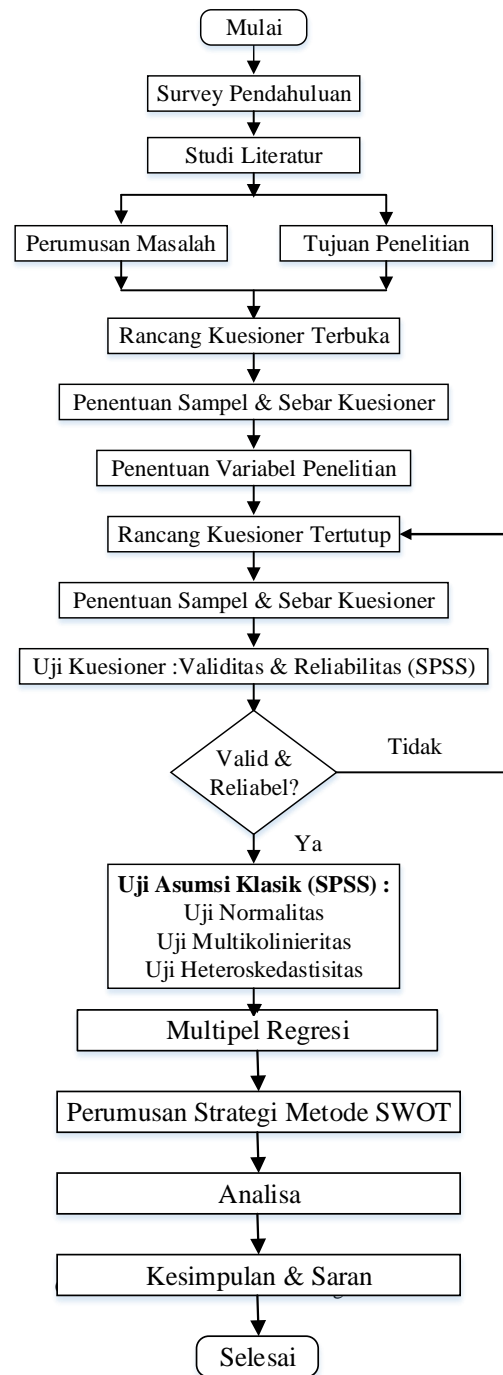 Mulai
Survey Pendahuluan
Studi Literatur
Perumusan Masalah
Tujuan Penelitian
Rancang Kuesioner Terbuka
Penentuan Sampel & Sebar Kuesioner
Penentuan Variabel Penelitian
Rancang Kuesioner Tertutup
Penentuan Sampel & Sebar Kuesioner
Uji Kuesioner :Validitas & Reliabilitas (SPSS)
Valid &
Reliabel?
Tidak
Ya
Uji Asumsi Klasik (SPSS) :
Uji Normalitas
Uji Multikolinieritas
Uji Heteroskedastisitas
Multipel Regresi
Perumusan Strategi Metode SWOT
Analisa
Kesimpulan & Saran
Selesai